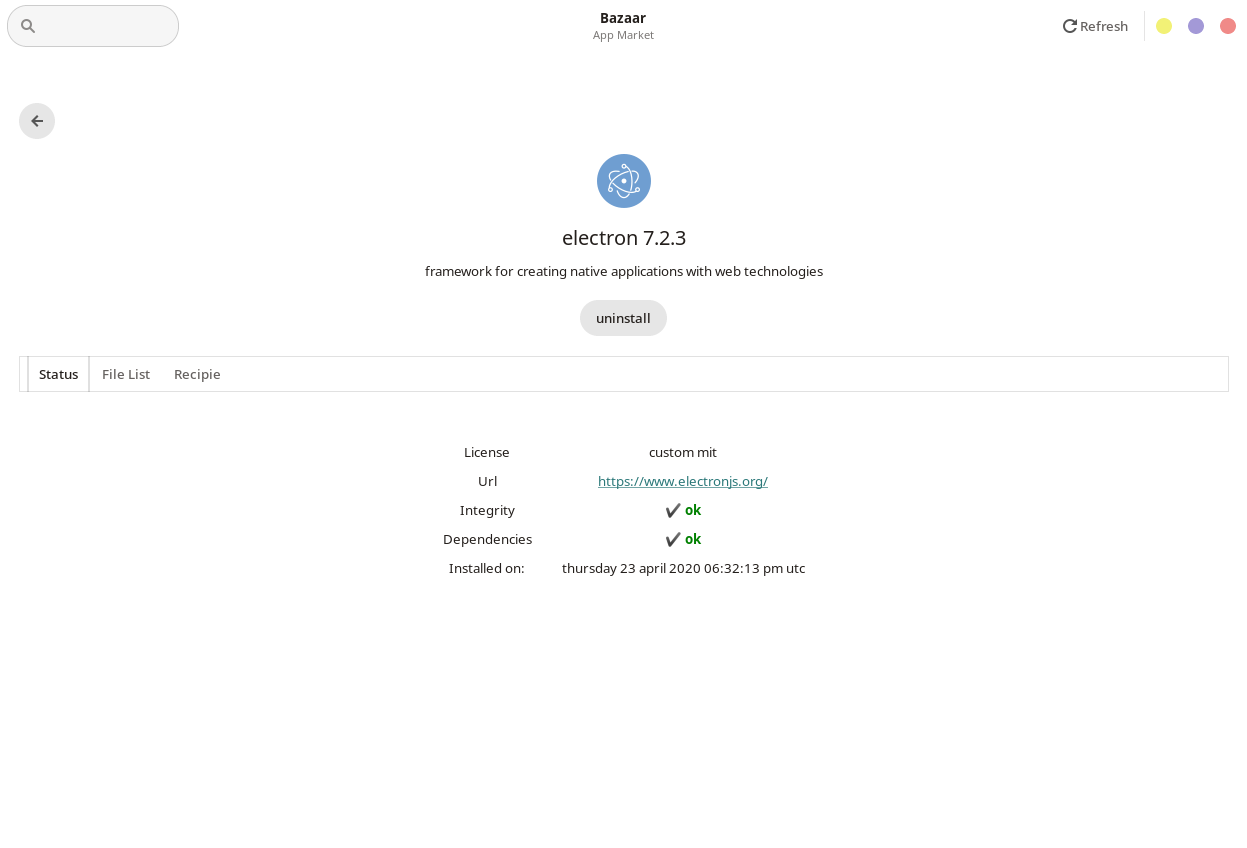 Bazaar
App Market
Refresh
electron 7.2.3
framework for creating native applications with web technologies
uninstall
Status File List Recipie
License custom mit
Url https://www.electronjs.org/
Integrity ✔ ok
Dependencies ✔ ok
Installed on: thursday 23 april 2020 06:32:13 pm utc